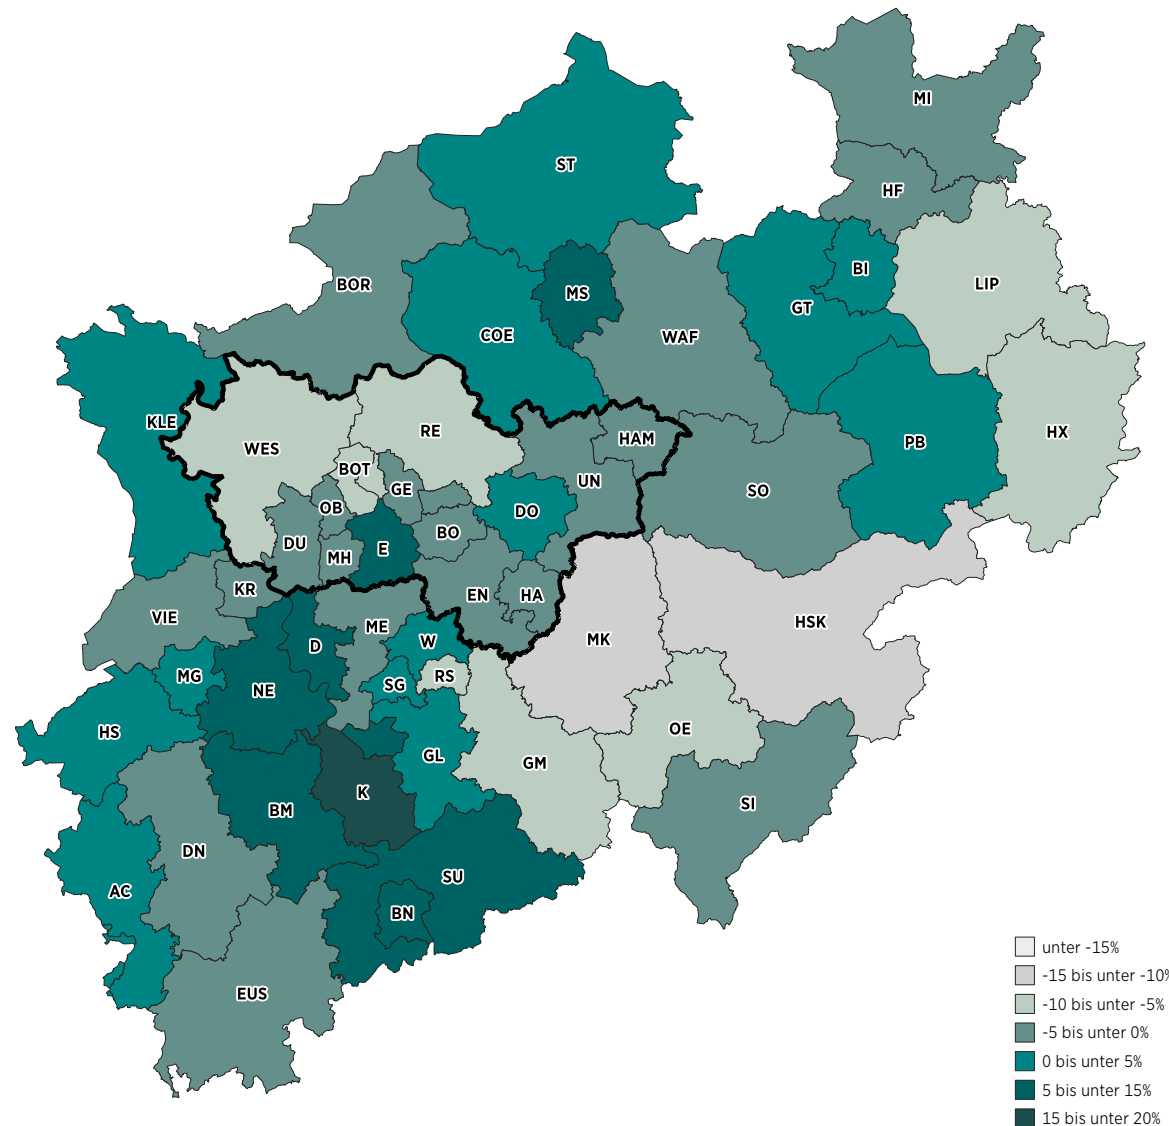 MI
ST
HF
BI
LIP
BOR
MS
GT
COE
WAF
KLE
RE
HAM
HX
PB
WES
BOT
UN
GE
SO
OB
DO
BO
DU
E
MH
KR
EN
HA
VIE
ME
HSK
W
MK
D
MG
RS
SG
NE
OE
HS
GL
GM
K
SI
BM
DN
SU
AC
BN
EUS
unter -15%
-15 bis unter -10%
-10 bis unter -5%
-5 bis unter 0%
0 bis unter 5%
5 bis unter 15%
15 bis unter 20%